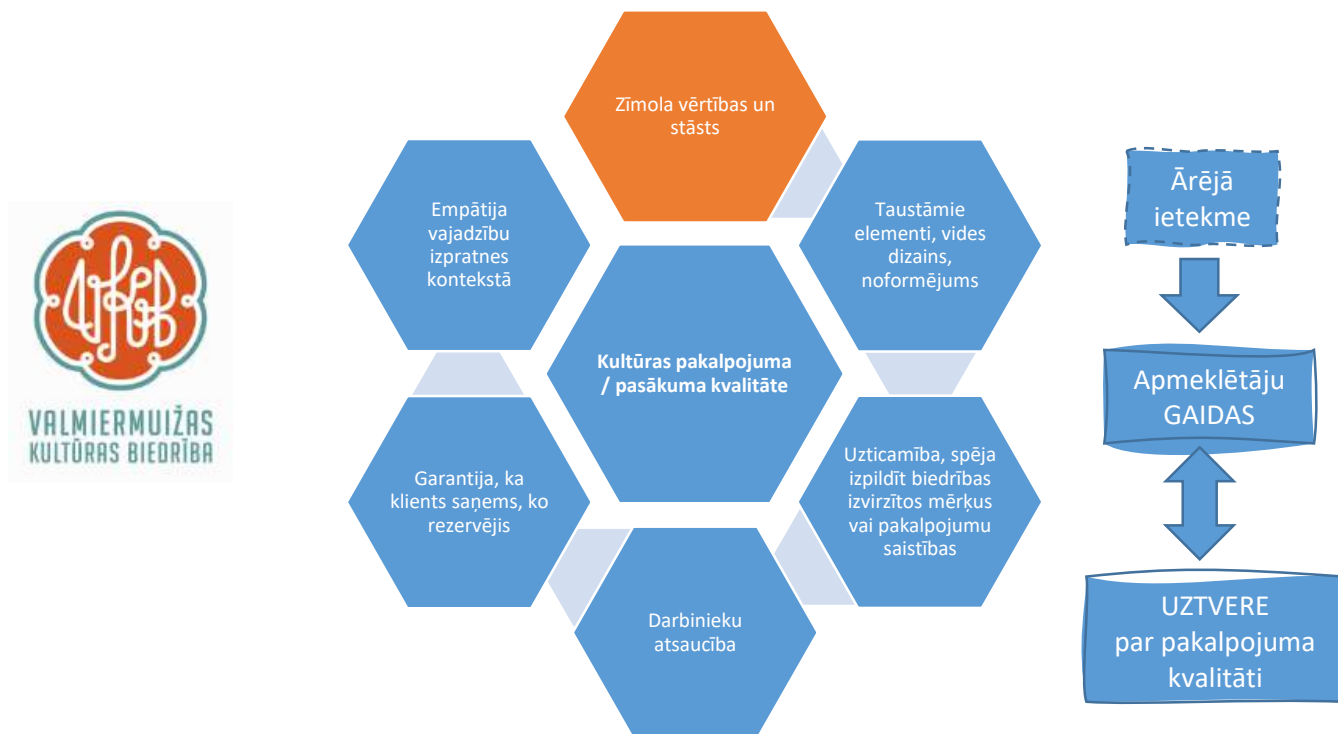 VALMIERMUIŽAS
KULTŪRAS BIEDRĪBA
Zīmola vērtības un
stāsts
Empātija
vajadzību
izpratnes
kontekstā
Taustāmie
elementi, vides
dizains,
noformējums
Kultūras pakalpojuma
/ pasākuma kvalitāte
Garantija, ka
klients saņems, ko
rezervējis
Uzticamība, spēja
izpildīt biedrības
izvirzītos mērķus
vai pakalpojumu
saistības
Darbinieku
atsaucība
Ārējā
ietekme
Apmeklētāju
GAIDAS
UZTVERE
par pakalpojuma
kvalitāti